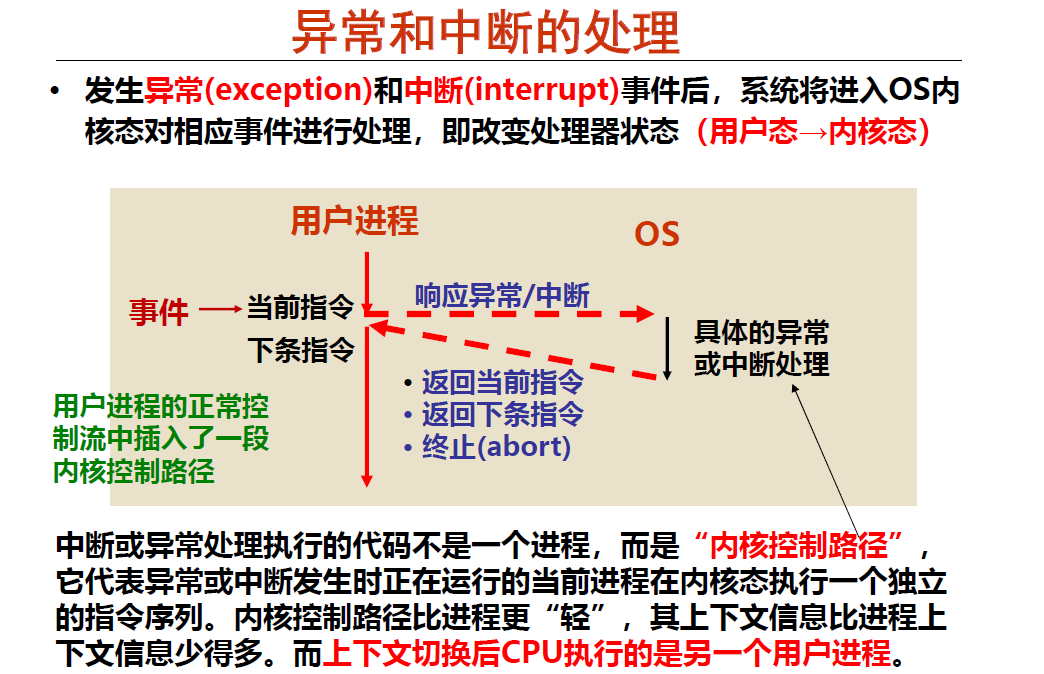 异常和中断的处理
• 发生异常(exception)和中断(interrupt)事件后，系统将进入OS内
核态对相应事件进行处理，即改变处理器状态（用户态→内核态）
用户进程
OS
事件
当前指令
响应异常/中断
下条指令
具体的异常
或中断处理
• 返回当前指令
• 返回下条指令
• 终止(abort)
用户进程的正常控
制流中插入了一段
内核控制路径
中断或异常处理执行的代码不是一个进程，而是“内核控制路径”，
它代表异常或中断发生时正在运行的当前进程在内核态执行一个独立
的指令序列。内核控制路径比进程更“轻”，其上下文信息比进程上
下文信息少得多。而上下文切换后CPU执行的是另一个用户进程。